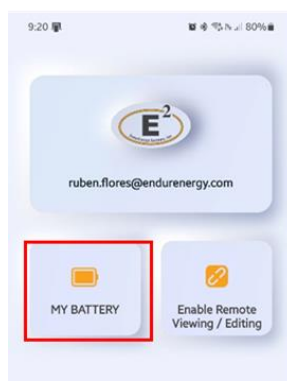 9:20
80%
E2
ruben.flores@endurenergy.com
MY BATTERY
Enable Remote
Viewing / Editing